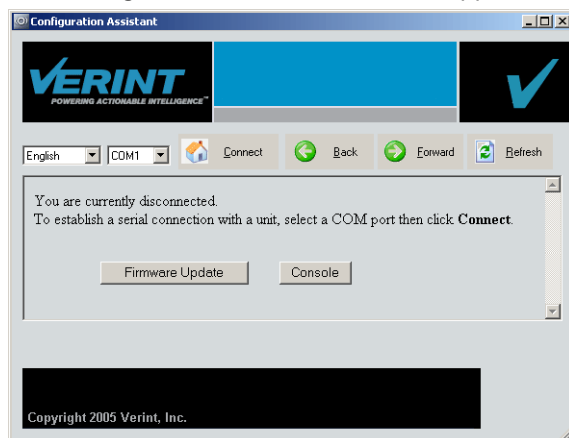 Configuration Assistant
VERINT
POWERING ACTIONABLE INTELLIGENCE™
English COM1 Connect Back Forward Refresh
You are currently disconnected.
To establish a serial connection with a unit, select a COM port then click Connect.
Firmware Update Console
Copyright 2005 Verint, Inc.